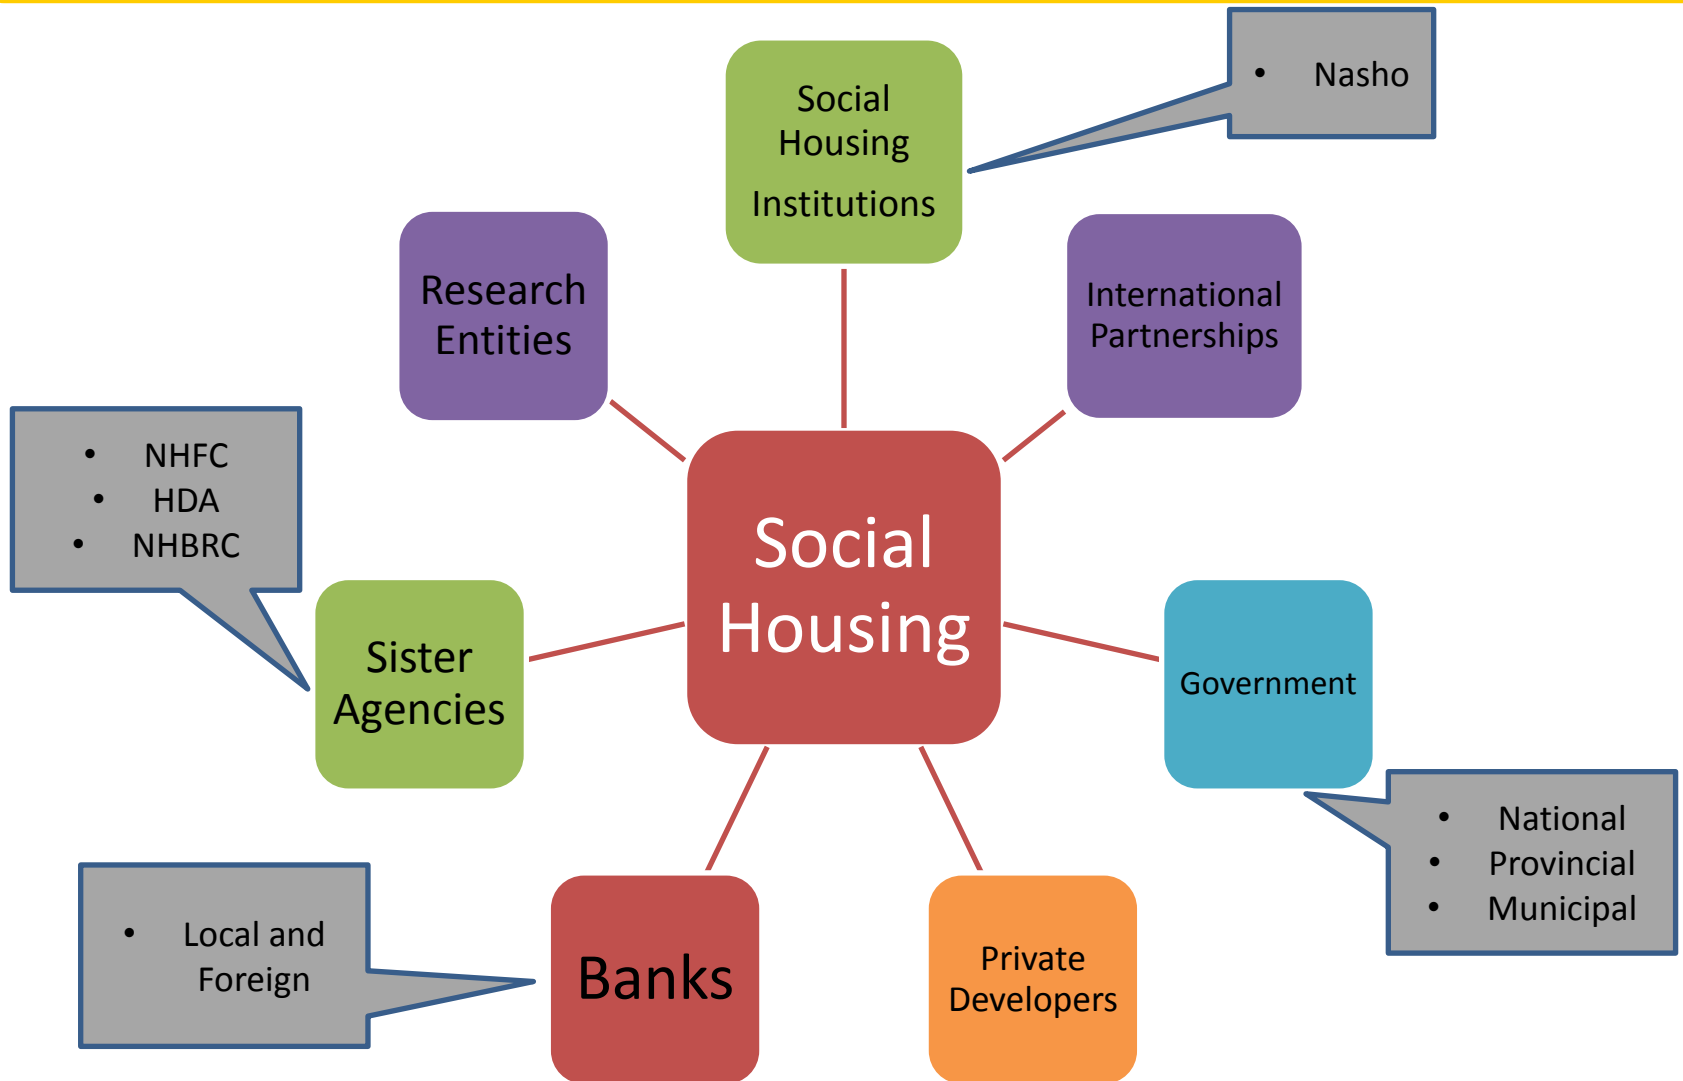 • Nasho
Social
Housing
Institutions
Research
Entities
International
Partnerships
• NHFC
• HDA
• NHBRC
Social
Housing
Sister
Agencies
Government
• National
• Provincial
• Municipal
• Local and
Foreign
Banks
Private
Developers